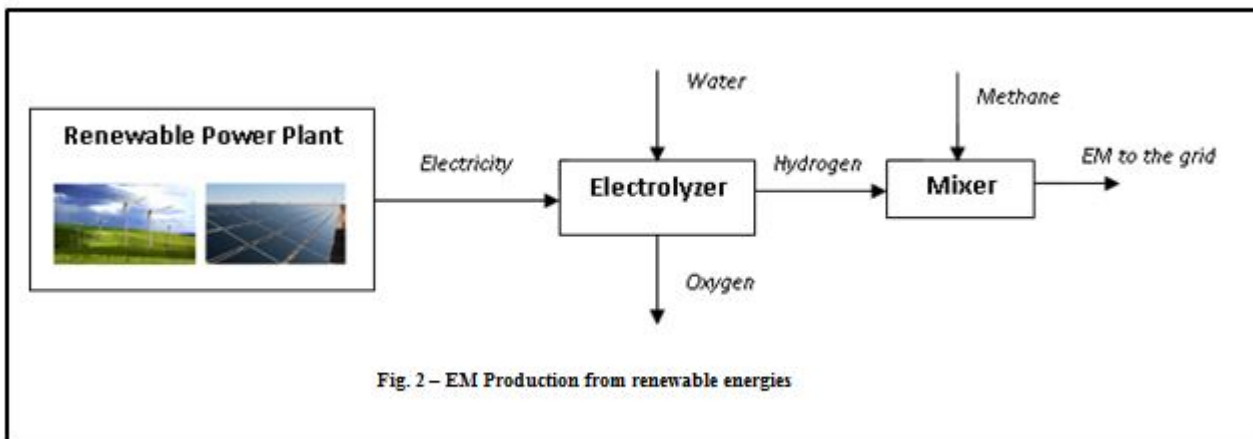 Water
Methane
Renewable Power Plant
Electricity
Hydrogen
EM to the grid
Electrolyzer
Mixer
Oxygen
Fig. 2 – EM Production from renewable energies